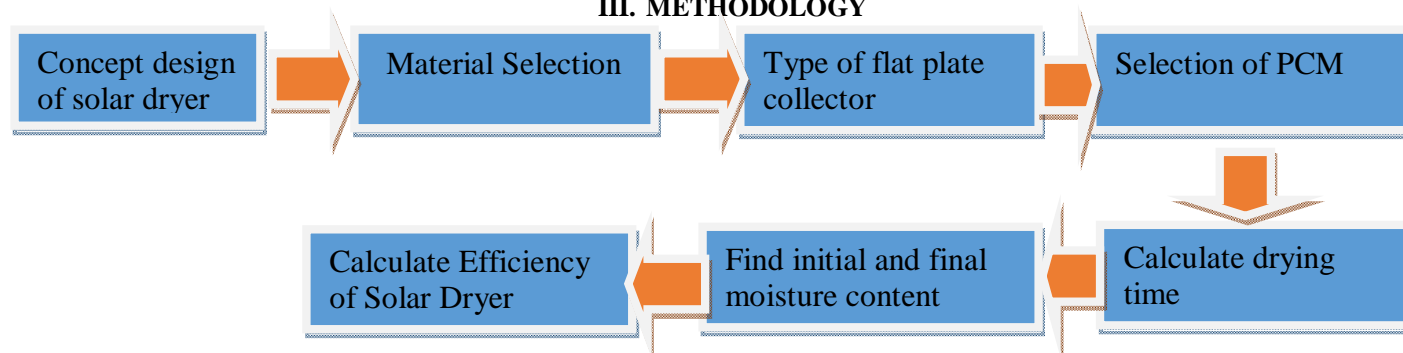 III. METHODOLOGY
Concept design
of solar dryer
Material Selection
Type of flat plate
collector
Selection of PCM
Calculate drying
time
Find initial and final
moisture content
Calculate Efficiency
of Solar Dryer